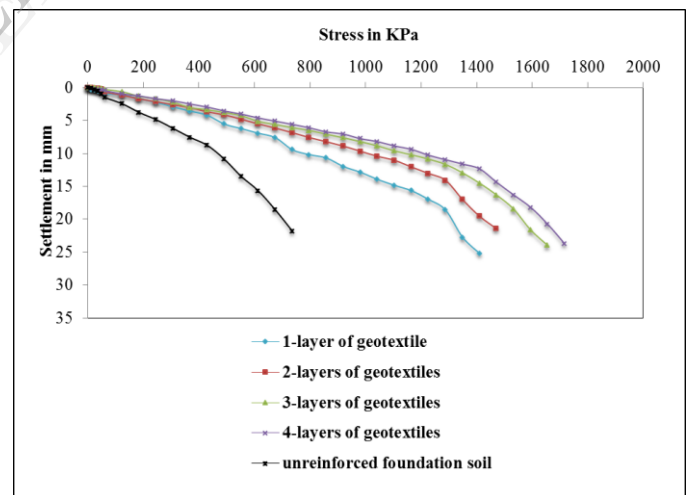 Stress in KPa
0 200 400 600 800 1000 1200 1400 1600 1800 2000
Settlement in mm
0
5
10
15
20
25
30
35
1-layer of geotextile
2-layers of geotextiles
3-layers of geotextiles
4-layers of geotextiles
unreinforced foundation soil